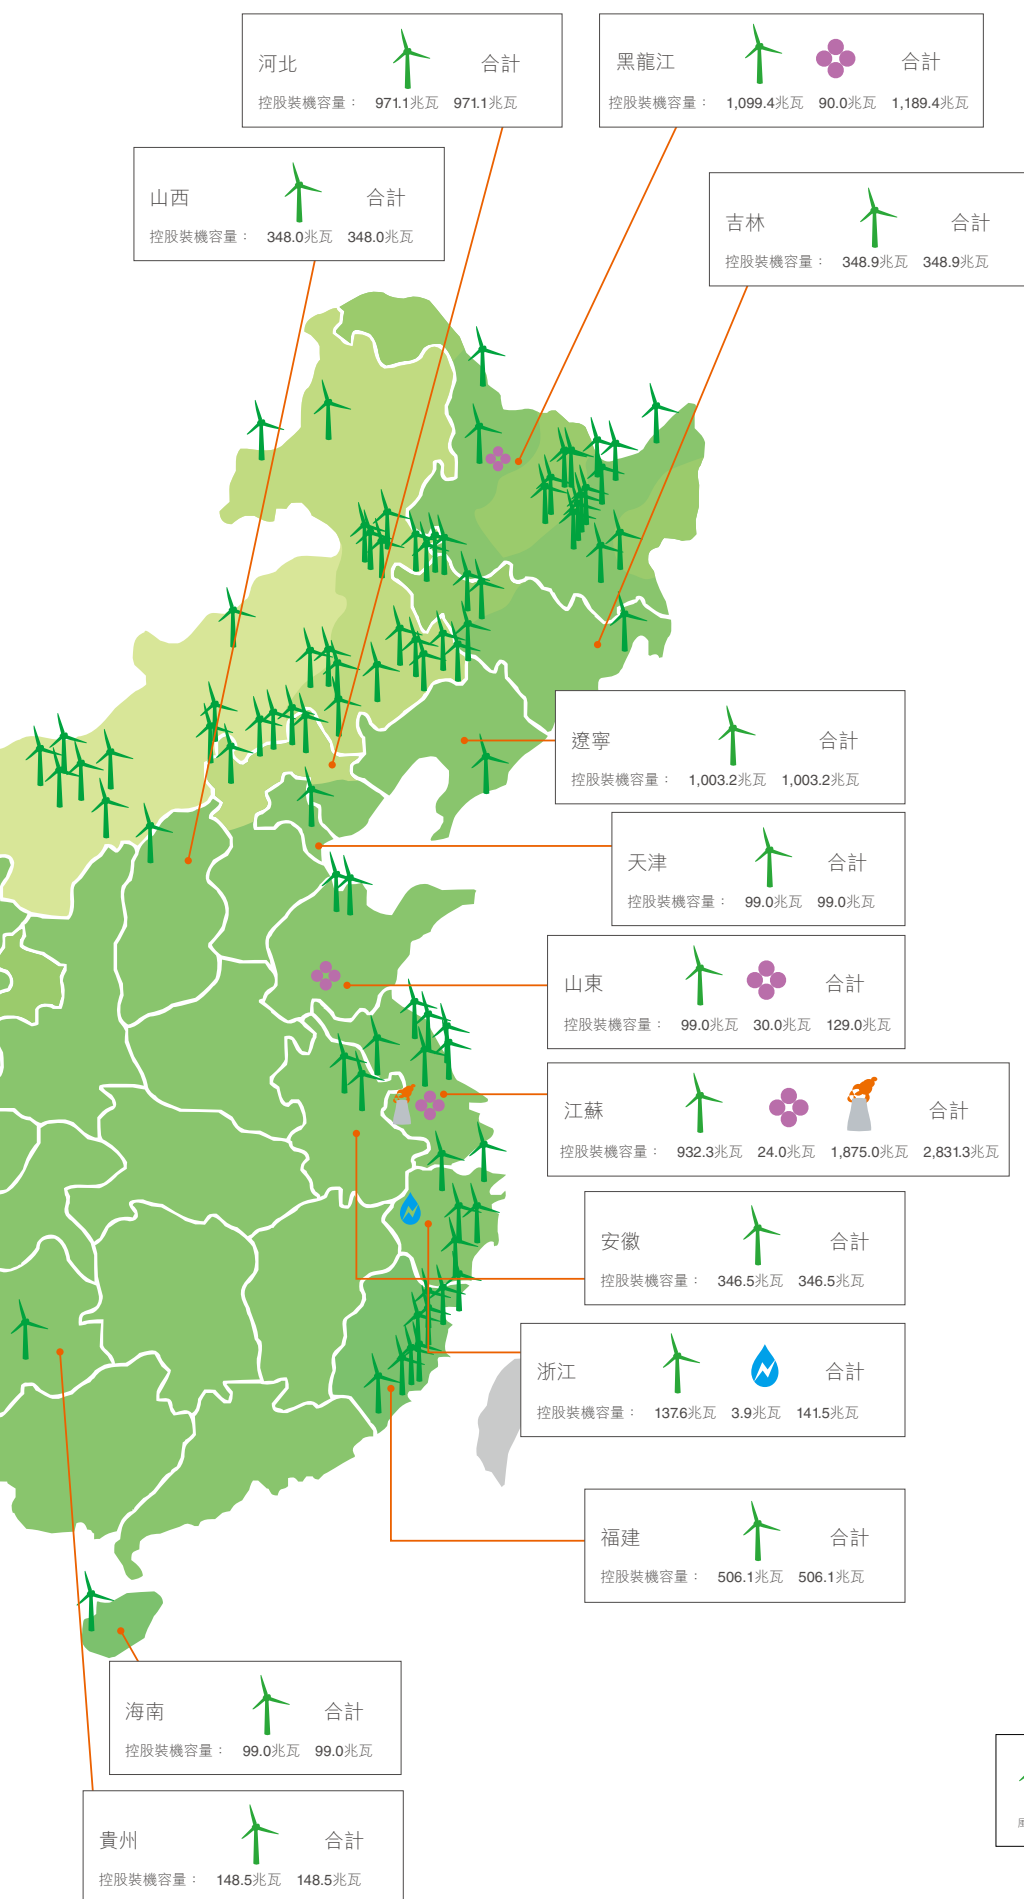 河北 合計
控股裝機容量： 971.1兆瓦 971.1兆瓦
黑龍江 合計
控股裝機容量： 1,099.4兆瓦 90.0兆瓦 1,189.4兆瓦
山西 合計
控股裝機容量： 348.0兆瓦 348.0兆瓦
吉林 合計
控股裝機容量： 348.9兆瓦 348.9兆瓦
遼寧 合計
控股裝機容量： 1,003.2兆瓦 1,003.2兆瓦
天津 合計
控股裝機容量： 99.0兆瓦 99.0兆瓦
山東 合計
控股裝機容量： 99.0兆瓦 30.0兆瓦 129.0兆瓦
江蘇 合計
控股裝機容量： 932.3兆瓦 24.0兆瓦 1,875.0兆瓦 2,831.3兆瓦
安徽 合計
控股裝機容量： 346.5兆瓦 346.5兆瓦
浙江 合計
控股裝機容量： 137.6兆瓦 3.9兆瓦 141.5兆瓦
福建 合計
控股裝機容量： 506.1兆瓦 506.1兆瓦
海南 合計
控股裝機容量： 99.0兆瓦 99.0兆瓦
貴州 合計
控股裝機容量： 148.5兆瓦 148.5兆瓦